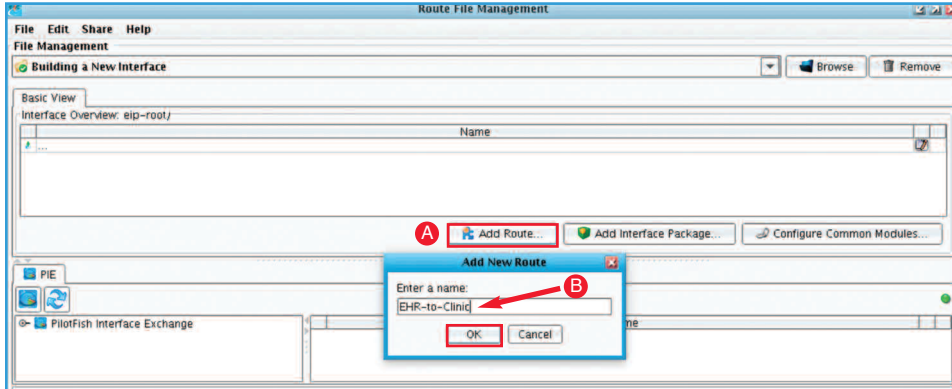 Route File Management
File Edit Share Help
File Management
Building a New Interface
Browse
Remove
Basic View
Interface Overview: eip-root/
Name
...
A
Add Route...
Add Interface Package...
Configure Common Modules...
PIE
Add New Route
Enter a name:
B
EHR-to-Clinic
OK
Cancel
PilotFish Interface Exchange
me